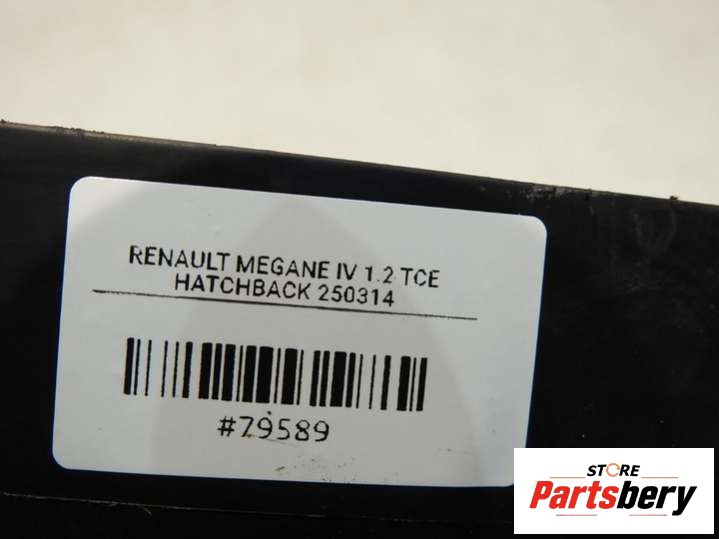 RENAULT MEGANE IV 1.2 TCE
HATCHBACK 250314
#79589
STORE
Partsbery